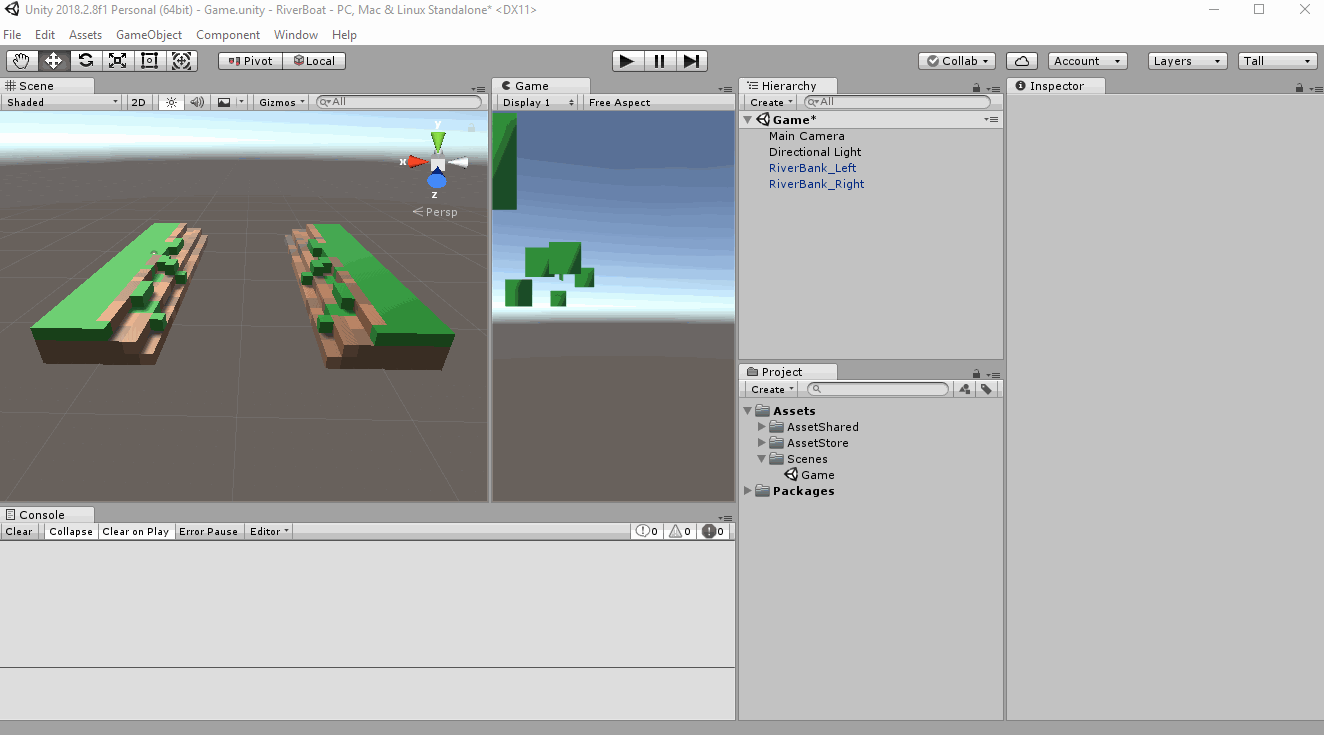 Unity 2018.2.8f1 Personal (64bit) - Game.unity - RiverBoat - PC, Mac & Linux Standalone* <DX11>
File Edit Assets GameObject Component Window Help
Pivot Local Collab Account Layers Tall
Scene
Shaded 2D Gizmos All
y
x
z
Persp
Game
Display 1 Free Aspect
Hierarchy
Create All
Game*
Main Camera
Directional Light
RiverBank_Left
RiverBank_Right
Inspector
Project
Create
Assets
AssetShared
AssetStore
Scenes
Game
Packages
Console
Clear Collapse Clear on Play Error Pause Editor 0 0 0